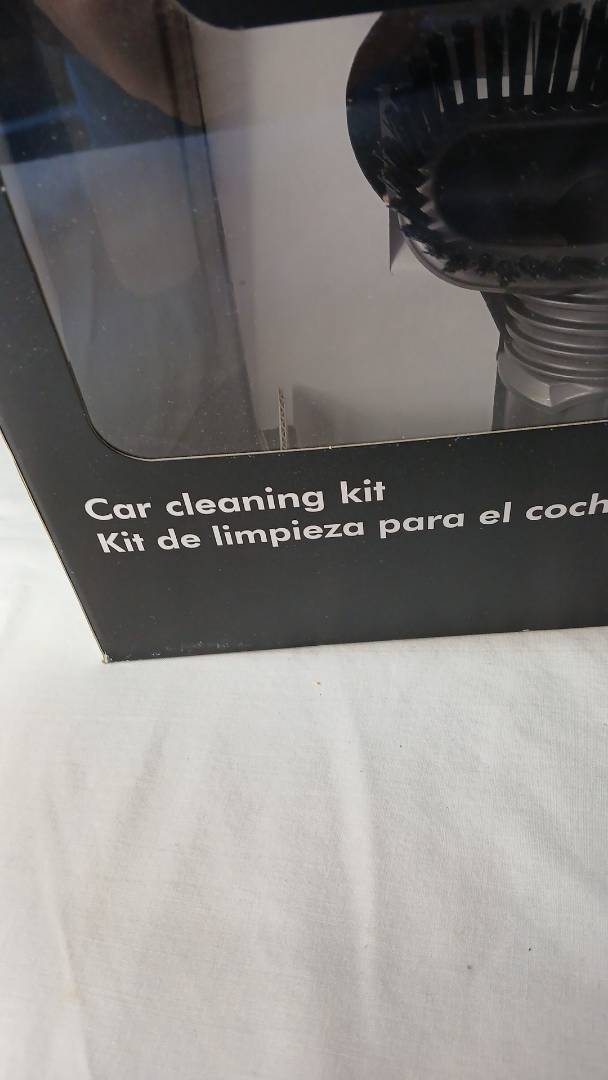 Car cleaning kit
Kit de limpieza para el coch